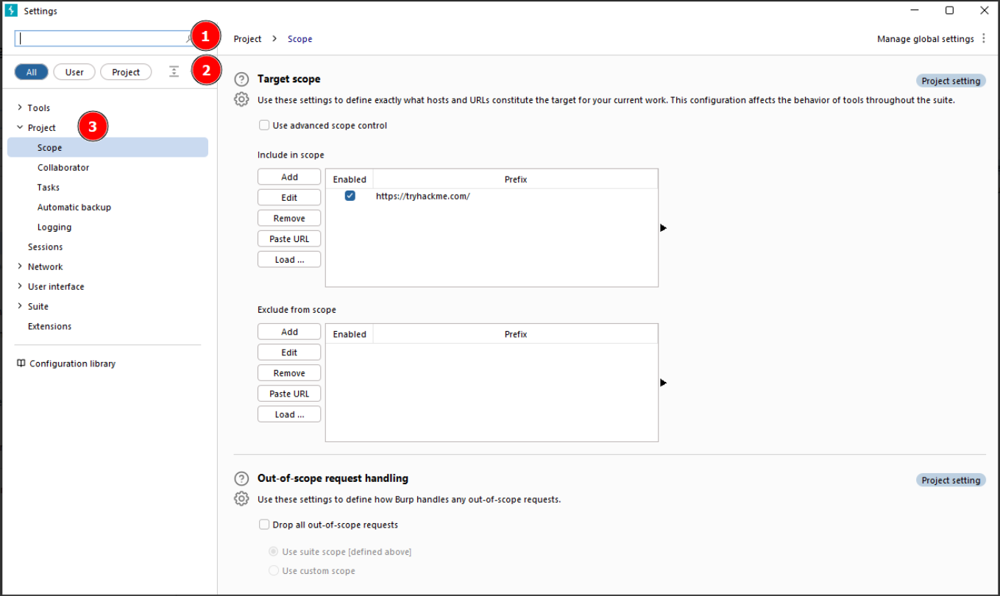 Settings
1
Project > Scope
Manage global settings
All
User
Project
2
Tools
Project
3
Scope
Collaborator
Tasks
Automatic backup
Logging
Sessions
Network
User interface
Suite
Extensions
Configuration library
Target scope
Project setting
Use these settings to define exactly what hosts and URLs constitute the target for your current work. This configuration affects the behavior of tools throughout the suite.
Use advanced scope control
Include in scope
Add
Edit
Remove
Paste URL
Load ...
Enabled
Prefix
https://tryhackme.com/
Exclude from scope
Add
Edit
Remove
Paste URL
Load ...
Enabled
Prefix
Out-of-scope request handling
Project setting
Use these settings to define how Burp handles any out-of-scope requests.
Drop all out-of-scope requests
Use suite scope [defined above]
Use custom scope